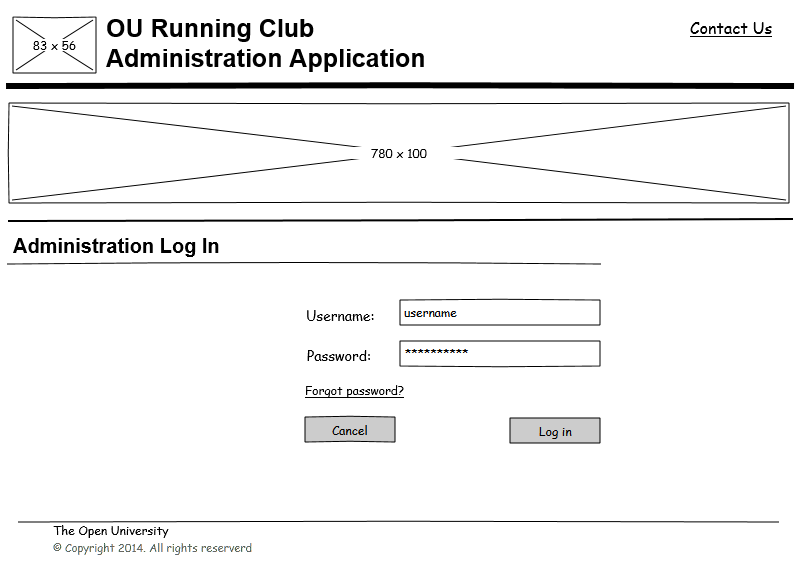 83 x 56
OU Running Club
Administration Application
Contact Us
780 x 100
Administration Log In
Username:
username
Password:
**********
Forgot password?
Cancel
Log in
The Open University
© Copyright 2014. All rights reserverd